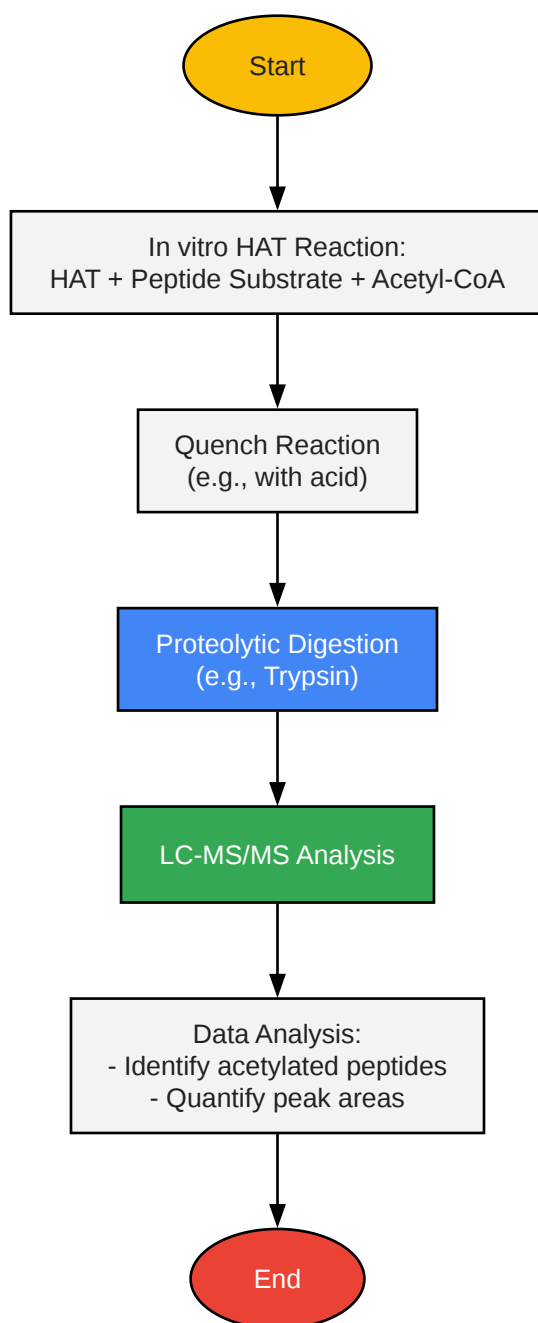 Start
In vitro HAT Reaction:
HAT + Peptide Substrate + Acetyl-CoA
Quench Reaction
(e.g., with acid)
Proteolytic Digestion
(e.g., Trypsin)
LC-MS/MS Analysis
Data Analysis:
- Identify acetylated peptides
- Quantify peak areas
End